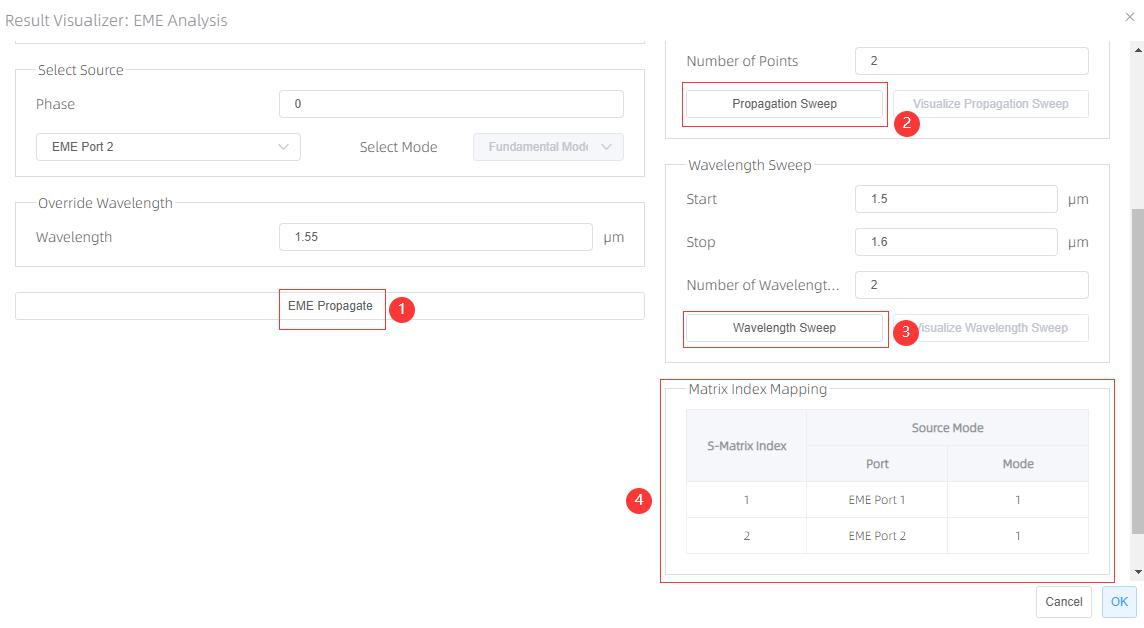 Result Visualizer: EME Analysis
Select Source
Phase
0
EME Port 2
Select Mode
Fundamental Mode
Override Wavelength
Wavelength
1.55
μm
EME Propagate
1
Number of Points
2
Propagation Sweep
Visualize Propagation Sweep
2
Wavelength Sweep
Start
1.5
μm
Stop
1.6
μm
Number of Wavelengt...
2
Wavelength Sweep
3
Visualize Wavelength Sweep
Matrix Index Mapping
S-Matrix Index
Source Mode
Port
Mode
1
EME Port 1
1
4
2
EME Port 2
1
Cancel
OK